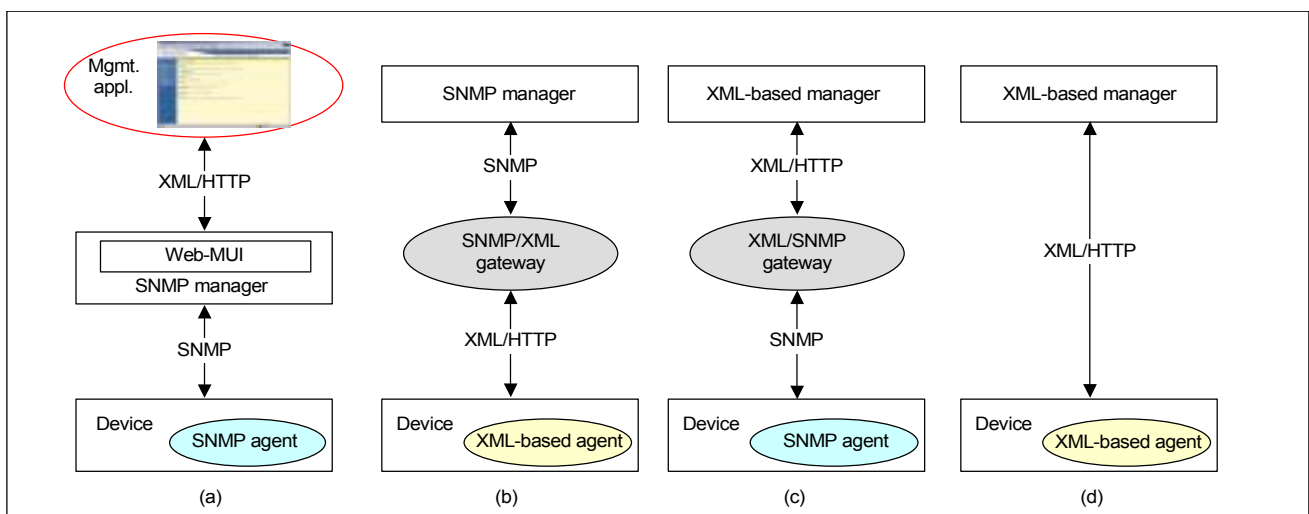 Mgmt.
appl.
XML/HTTP
Web-MUI
SNMP manager
SNMP
Device
SNMP agent
(a)
SNMP manager
SNMP
SNMP/XML
gateway
XML/HTTP
Device
XML-based agent
(b)
XML-based manager
XML/HTTP
XML/SNMP
gateway
SNMP
Device
SNMP agent
(c)
XML-based manager
XML/HTTP
Device
XML-based agent
(d)